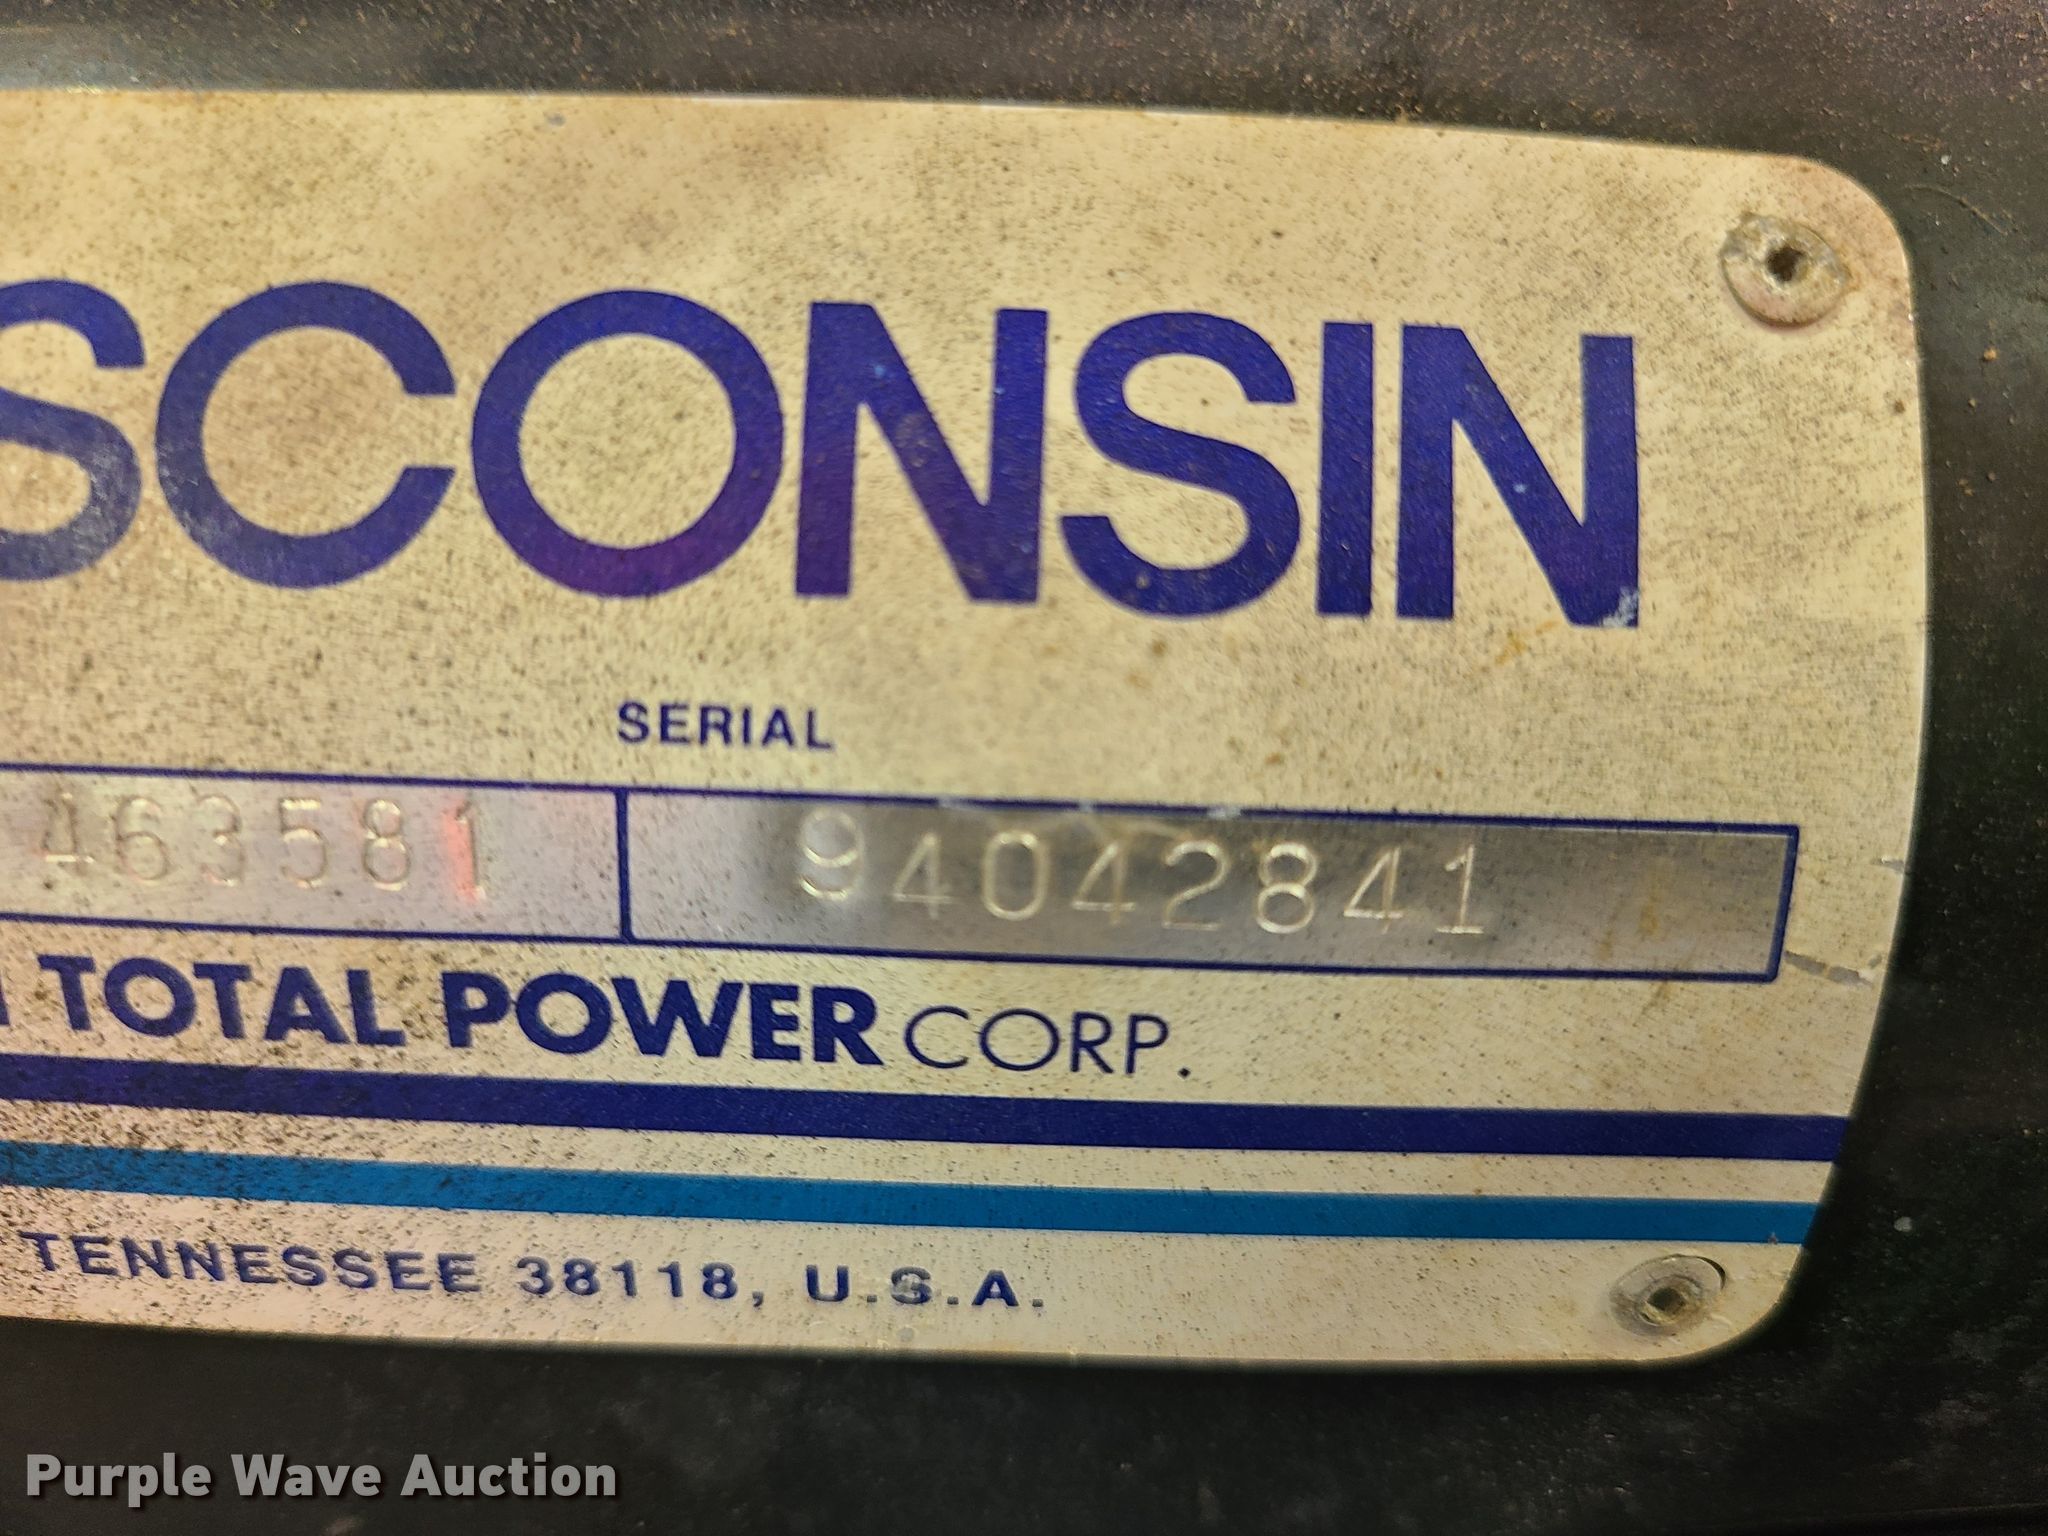 SCONSIN
SERIAL
463581 94042841
TOTAL POWER CORP.
TENNESSEE 38118, U.S.A.
Purple Wave Auction